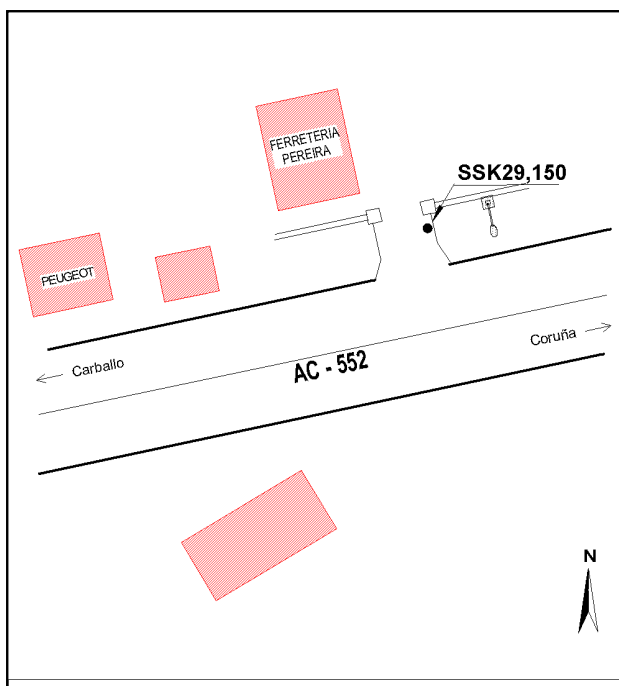 FERRETERIA
PEREIRA
SSK29,150
PEUGEOT
Carballo
AC - 552
Coruña
N